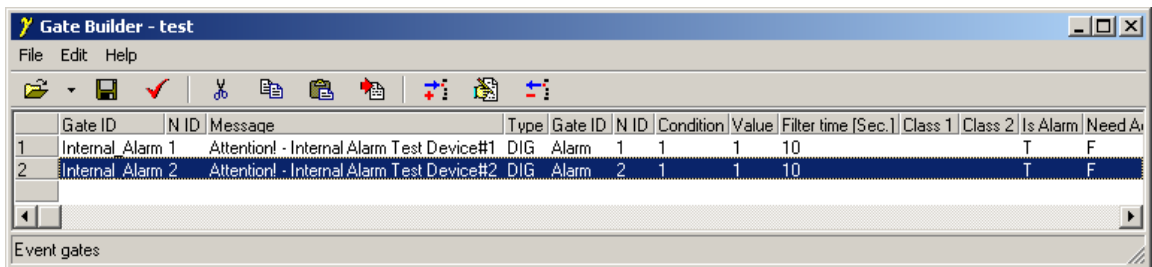 Gate Builder - test
File Edit Help
Gate ID N ID Message Type Gate ID N ID Condition Value Filter time [Sec.] Class 1 Class 2 Is Alarm Need A
1 Internal_Alarm 1 Attention! - Internal Alarm Test Device#1 DIG Alarm 1 1 1 10 T F
2 Internal_Alarm 2 Attention! - Internal Alarm Test Device#2 DIG Alarm 2 1 1 10 T F
Event gates